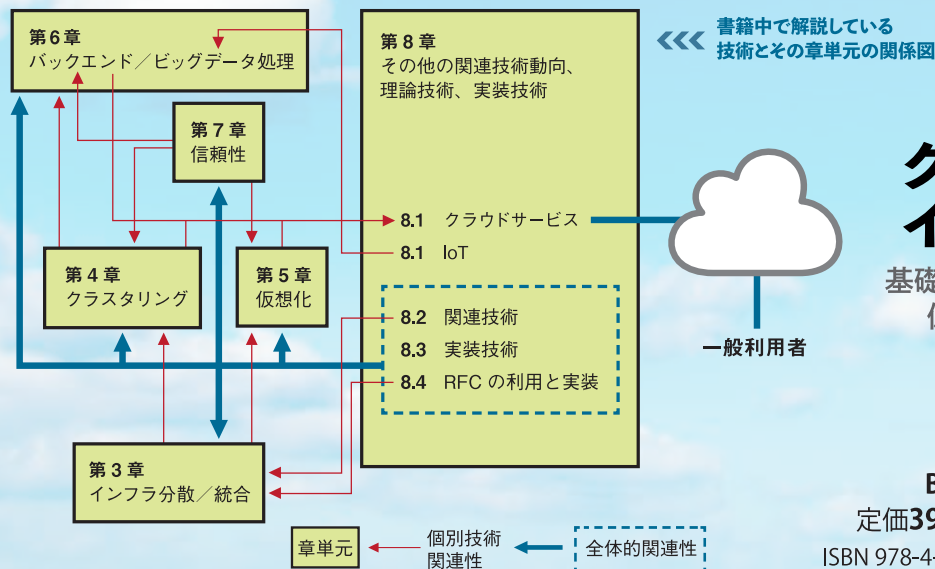 第6章
バックエンド／ビッグデータ処理
第7章
信頼性
第4章
クラスタリング
第5章
仮想化
第3章
インフラ分散／統合
第8章
その他の関連技術動向、
理論技術、実装技術
8.1 クラウドサービス
8.1 IoT
8.2 関連技術
8.3 実装技術
8.4 RFC の利用と実装
書籍中で解説している
技術とその章単元の関係図
一般利用者
章単元
個別技術
関連性
全体的関連性
イ
基礎
定価39
ISBN 978-4-